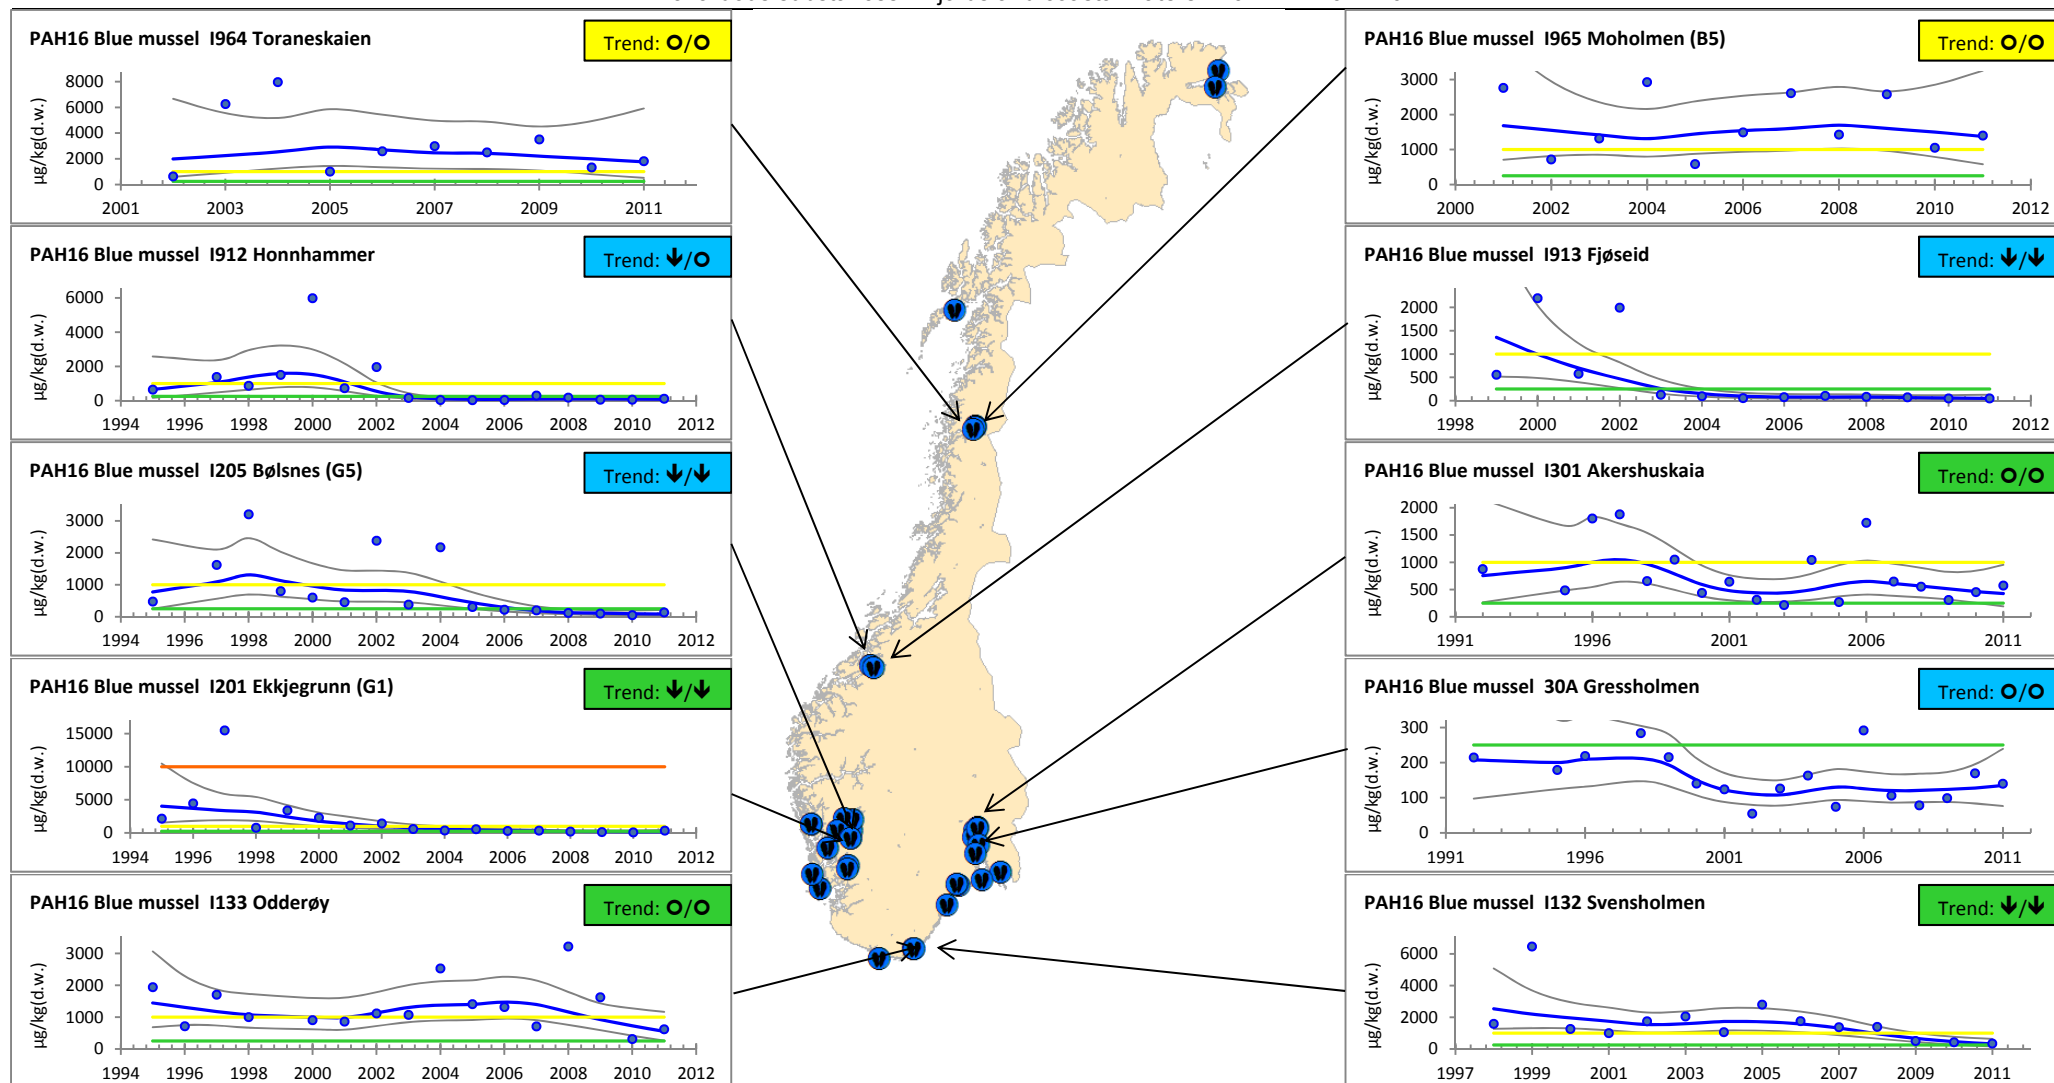 PAH16 Blue mussel I964 Toraneskaien
Trend: O/O
µg/kg(d.w.)
8000
6000
4000
2000
0
2001 2003 2005 2007 2009 2011
PAH16 Blue mussel I912 Honnhammer
Trend: 🡻/O
µg/kg(d.w.)
6000
4000
2000
0
1994 1996 1998 2000 2002 2004 2006 2008 2010 2012
PAH16 Blue mussel I205 Bølsnes (G5)
Trend: 🡻/🡻
µg/kg(d.w.)
3000
2000
1000
0
1994 1996 1998 2000 2002 2004 2006 2008 2010 2012
PAH16 Blue mussel I201 Ekkjegrunn (G1)
Trend: 🡻/🡻
µg/kg(d.w.)
15000
10000
5000
0
1994 1996 1998 2000 2002 2004 2006 2008 2010 2012
PAH16 Blue mussel I133 Odderøy
Trend: O/O
µg/kg(d.w.)
3000
2000
1000
0
1994 1996 1998 2000 2002 2004 2006 2008 2010 2012
PAH16 Blue mussel I965 Moholmen (B5)
Trend: O/O
µg/kg(d.w.)
3000
2000
1000
0
2000 2002 2004 2006 2008 2010 2012
PAH16 Blue mussel I913 Fjøseid
Trend: 🡻/🡻
µg/kg(d.w.)
2000
1500
1000
500
0
1998 2000 2002 2004 2006 2008 2010 2012
PAH16 Blue mussel I301 Akershuskaia
Trend: O/O
µg/kg(d.w.)
2000
1500
1000
500
0
1991 1996 2001 2006 2011
PAH16 Blue mussel 30A Gressholmen
Trend: O/O
µg/kg(d.w.)
300
200
100
0
1991 1996 2001 2006 2011
PAH16 Blue mussel I132 Svensholmen
Trend: 🡻/🡻
µg/kg(d.w.)
6000
4000
2000
0
1997 1999 2001 2003 2005 2007 2009 2011